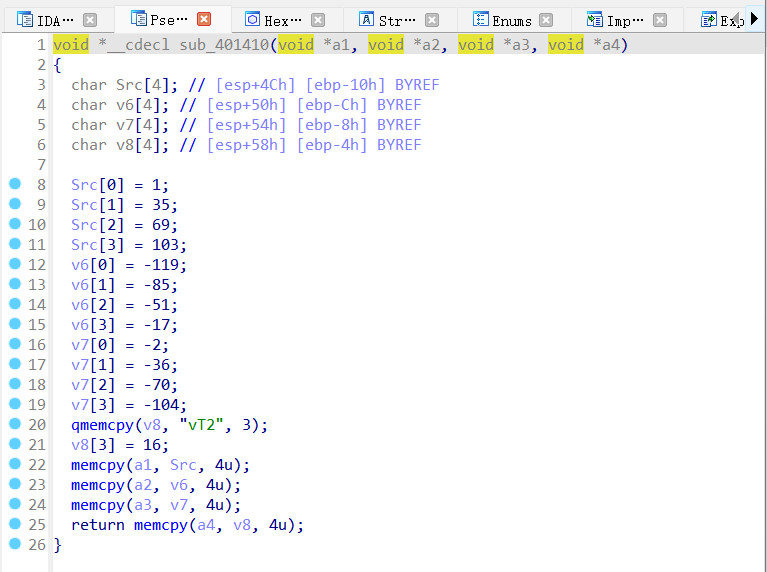 IDA··· Pse··· Hex··· Str··· Enums Imp··· Exp
1 void *__cdecl sub_401410(void *a1, void *a2, void *a3, void *a4)
2 {
3 char Src[4]; // [esp+4Ch] [ebp-10h] BYREF
4 char v6[4]; // [esp+50h] [ebp-Ch] BYREF
5 char v7[4]; // [esp+54h] [ebp-8h] BYREF
6 char v8[4]; // [esp+58h] [ebp-4h] BYREF
7
8 Src[0] = 1;
9 Src[1] = 35;
10 Src[2] = 69;
11 Src[3] = 103;
12 v6[0] = -119;
13 v6[1] = -85;
14 v6[2] = -51;
15 v6[3] = -17;
16 v7[0] = -2;
17 v7[1] = -36;
18 v7[2] = -70;
19 v7[3] = -104;
20 qmemcpy(v8, "vT2", 3);
21 v8[3] = 16;
22 memcpy(a1, Src, 4u);
23 memcpy(a2, v6, 4u);
24 memcpy(a3, v7, 4u);
25 return memcpy(a4, v8, 4u);
26 }